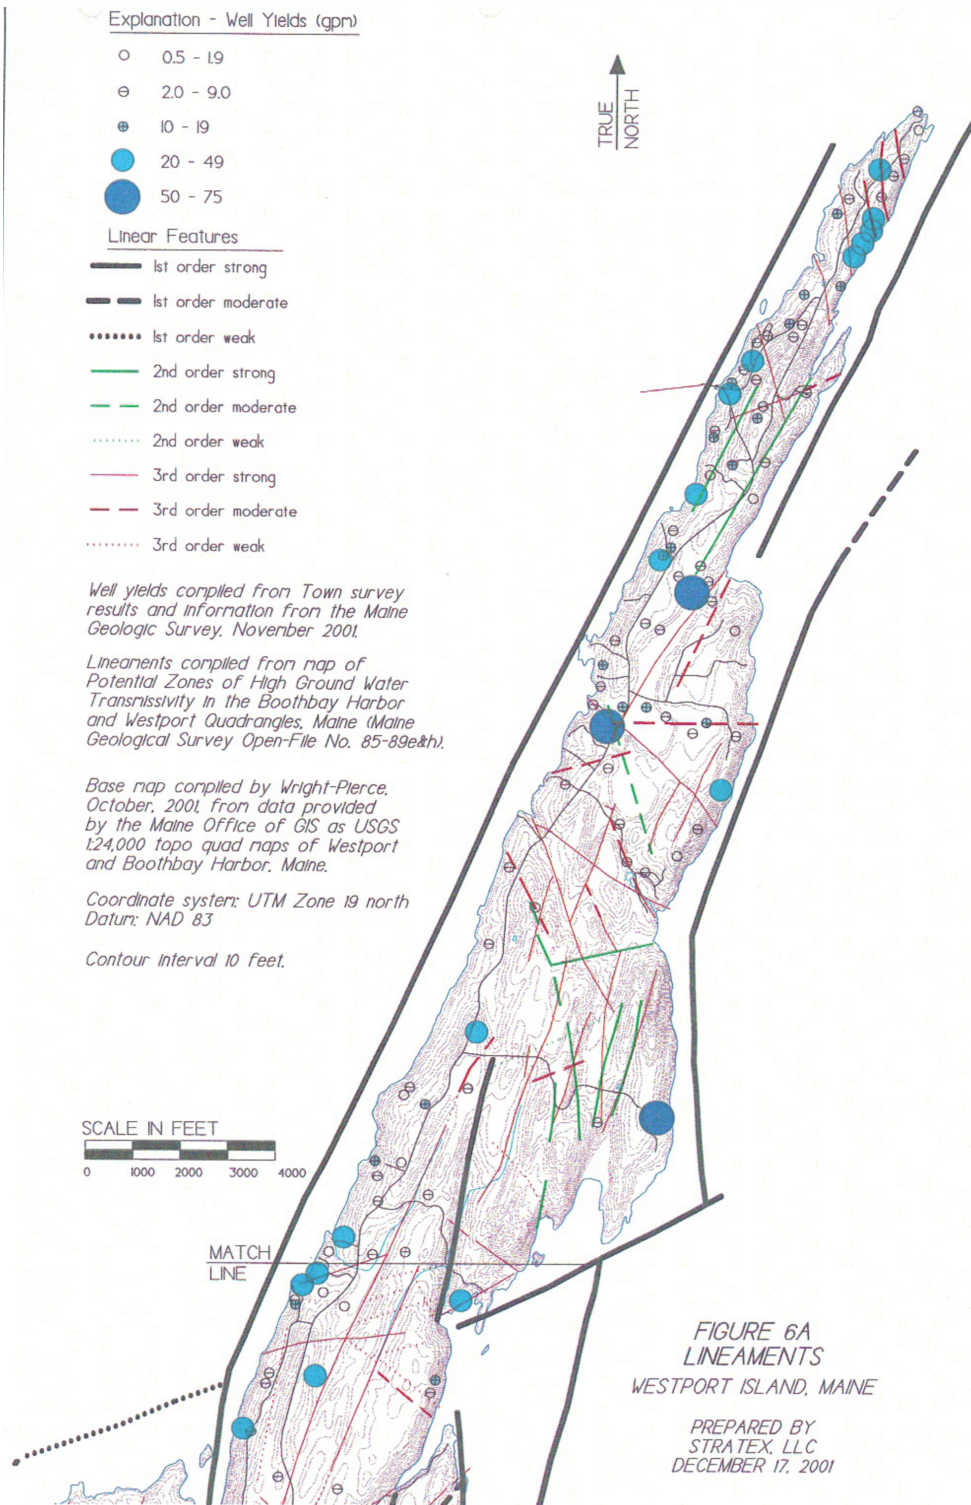 Explanation - Well Yields (gpm)
0.5 - 1.9
2.0 - 9.0
10 - 19
20 - 49
50 - 75
Linear Features
1st order strong
1st order moderate
1st order weak
2nd order strong
2nd order moderate
2nd order weak
3rd order strong
3rd order moderate
3rd order weak
Well yields compiled from Town survey
results and information from the Maine
Geologic Survey, November 2001.
Lineaments compiled from map of
Potential Zones of High Ground Water
Transmissivity in the Boothbay Harbor
and Westport Quadrangles, Maine (Maine
Geological Survey Open-File No. 85-89e&h).
Base map compiled by Wright-Pierce,
October, 2001, from data provided
by the Maine Office of GIS as USGS
1:24,000 topo quad maps of Westport
and Boothbay Harbor, Maine.
Coordinate system: UTM Zone 19 north
Datum: NAD 83
Contour interval 10 feet.
TRUE
NORTH
SCALE IN FEET
0 1000 2000 3000 4000
MATCH
LINE
FIGURE 6A
LINEAMENTS
WESTPORT ISLAND, MAINE
PREPARED BY
STRATEX, LLC
DECEMBER 17, 2001